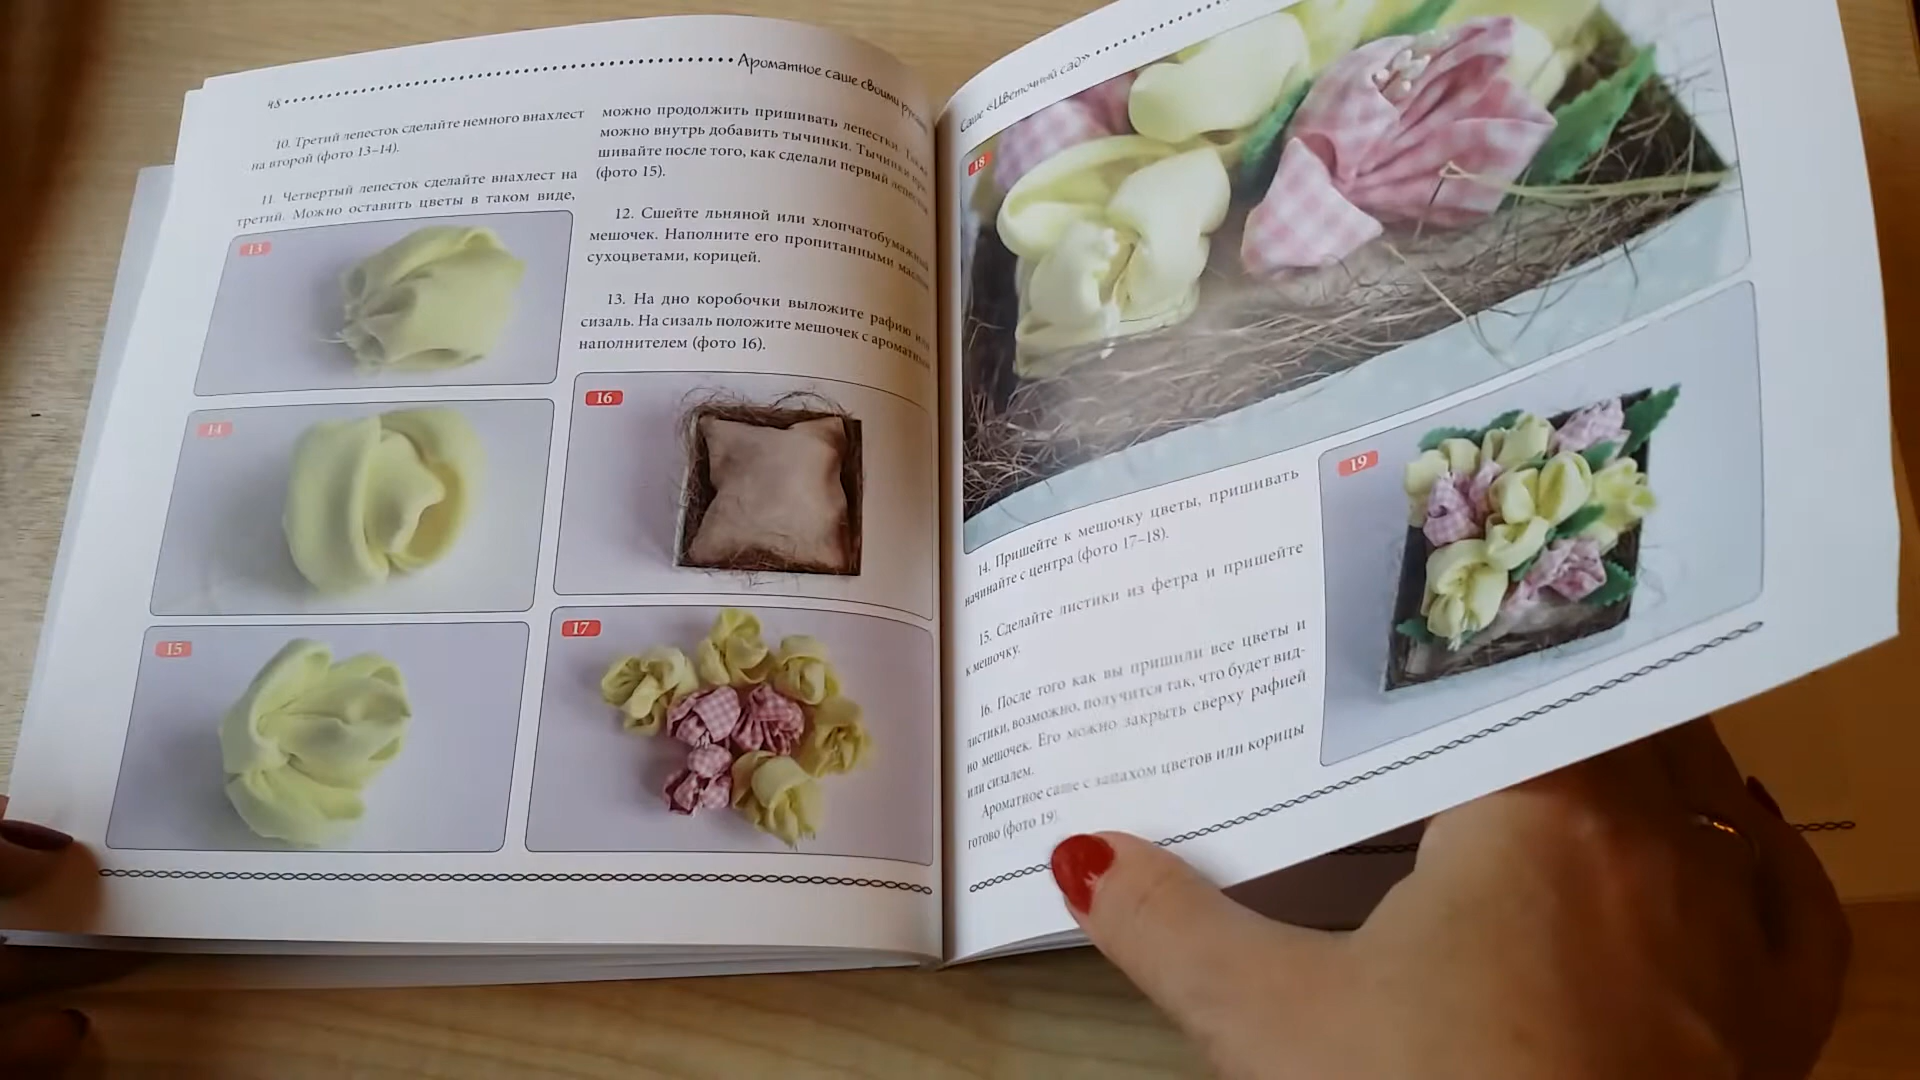 48
Ароматное саше своими руками
10. Третий лепесток сделайте немного внахлест
на второй (фото 13–14).
11. Четвертый лепесток сделайте внахлест на
третий. Можно оставить цветы в таком виде,
13
14
15
можно продолжить пришивать лепестки. Также
можно внутрь добавить тычинки. Тычинки при-
шивайте после того, как сделали первый лепесток
(фото 15).
12. Сшейте льняной или хлопчатобумажный
мешочек. Наполните его пропитанными маслом
сухоцветами, корицей.
13. На дно коробочки выложите рафию или
сизаль. На сизаль положите мешочек с ароматным
наполнителем (фото 16).
16
17
Саше «Цветочный сад»
18
14. Пришейте к мешочку цветы, пришивать
начинайте с центра (фото 17–18).
15. Сделайте листики из фетра и пришейте
к мешочку.
16. После того как вы пришили все цветы и
листики, возможно, получится так, что будет вид-
но мешочек. Его можно закрыть сверху рафией
или сизалем.
Ароматное саше с запахом цветов или корицы
готово (фото 19).
19